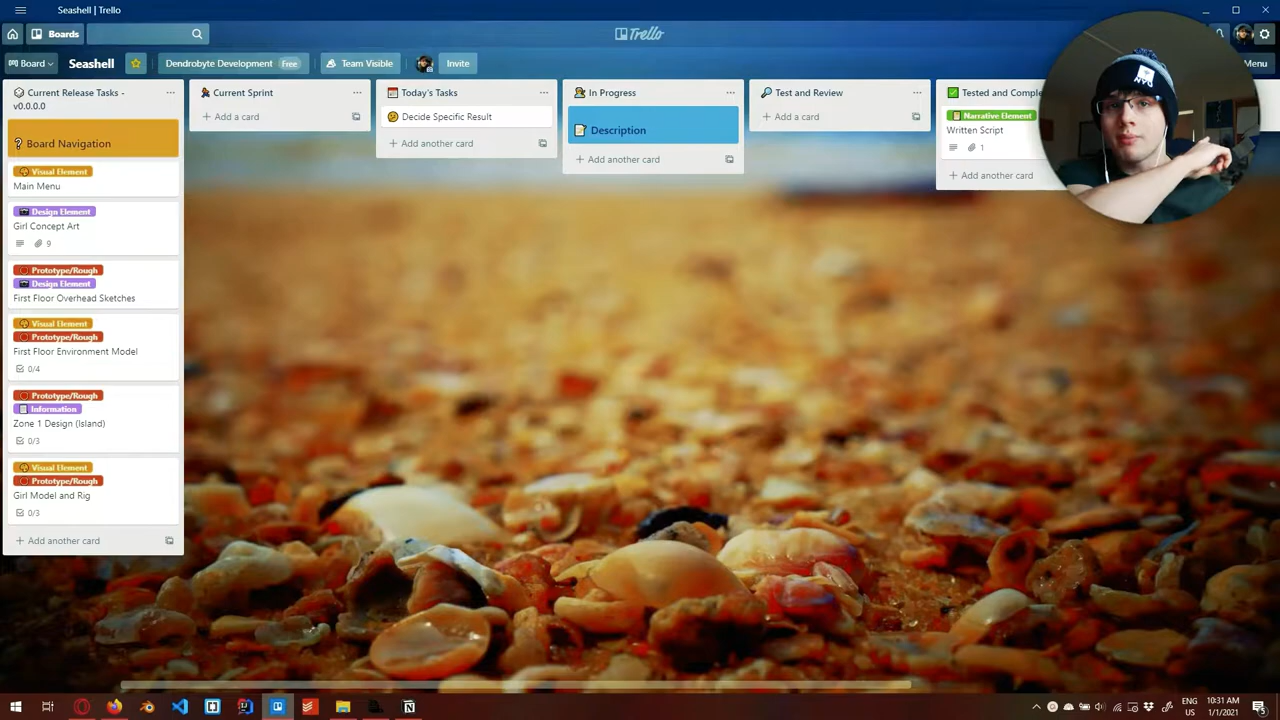 Seashell | Trello
Boards
Trello
Board
Seashell
Dendrobyte Development Free
Team Visible
Invite
Menu
Current Release Tasks -
v0.0.0.0
Board Navigation
Visual Element
Main Menu
Design Element
Girl Concept Art
9
Prototype/Rough
Design Element
First Floor Overhead Sketches
Visual Element
Prototype/Rough
First Floor Environment Model
0/4
Prototype/Rough
Information
Zone 1 Design (Island)
0/3
Visual Element
Prototype/Rough
Girl Model and Rig
0/3
+ Add another card
Current Sprint
+ Add a card
Today's Tasks
Decide Specific Result
+ Add another card
In Progress
Description
+ Add another card
Test and Review
+ Add a card
Tested and Comple
Narrative Element
Written Script
1
+ Add another card
NYU
ENG
US
10:31 AM
1/1/2021